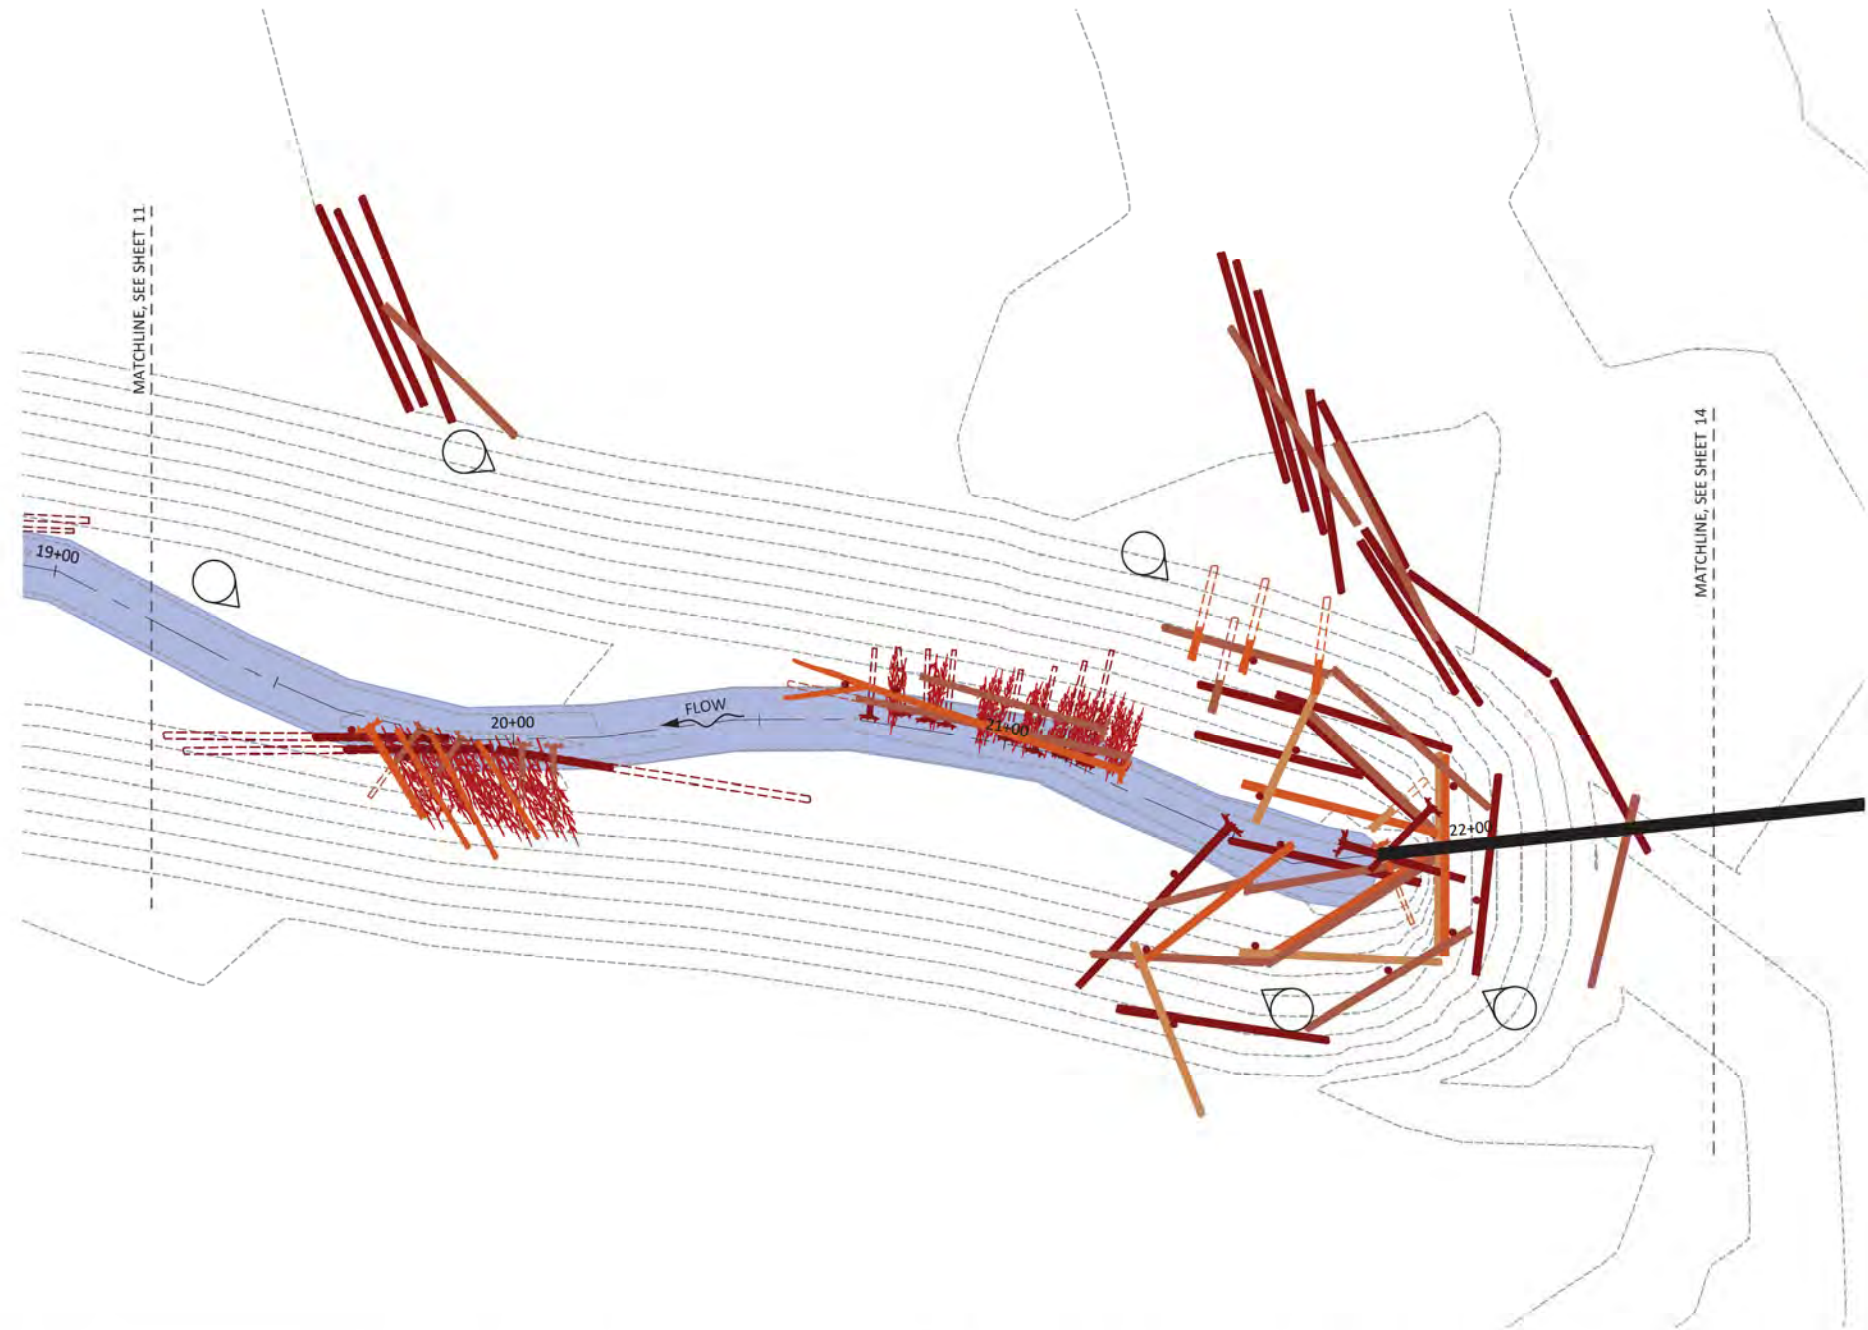 MATCHLINE, SEE SHEET 11
MATCHLINE, SEE SHEET 14
19+00
20+00
FLOW
21+00
22+00